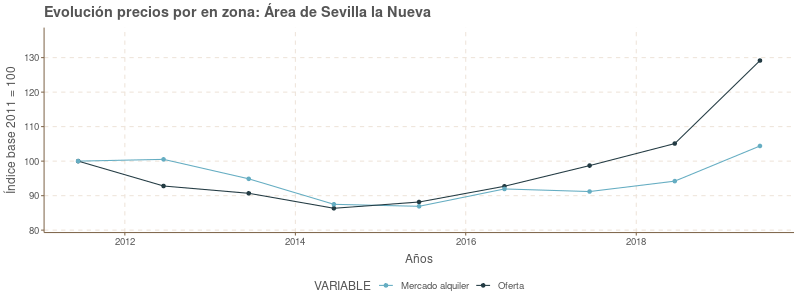 Evolución precios por en zona: Área de Sevilla la Nueva
Índice base 2011 = 100
130
120
110
100
90
80
2012
2014
2016
2018
Años
VARIABLE Mercado alquiler Oferta